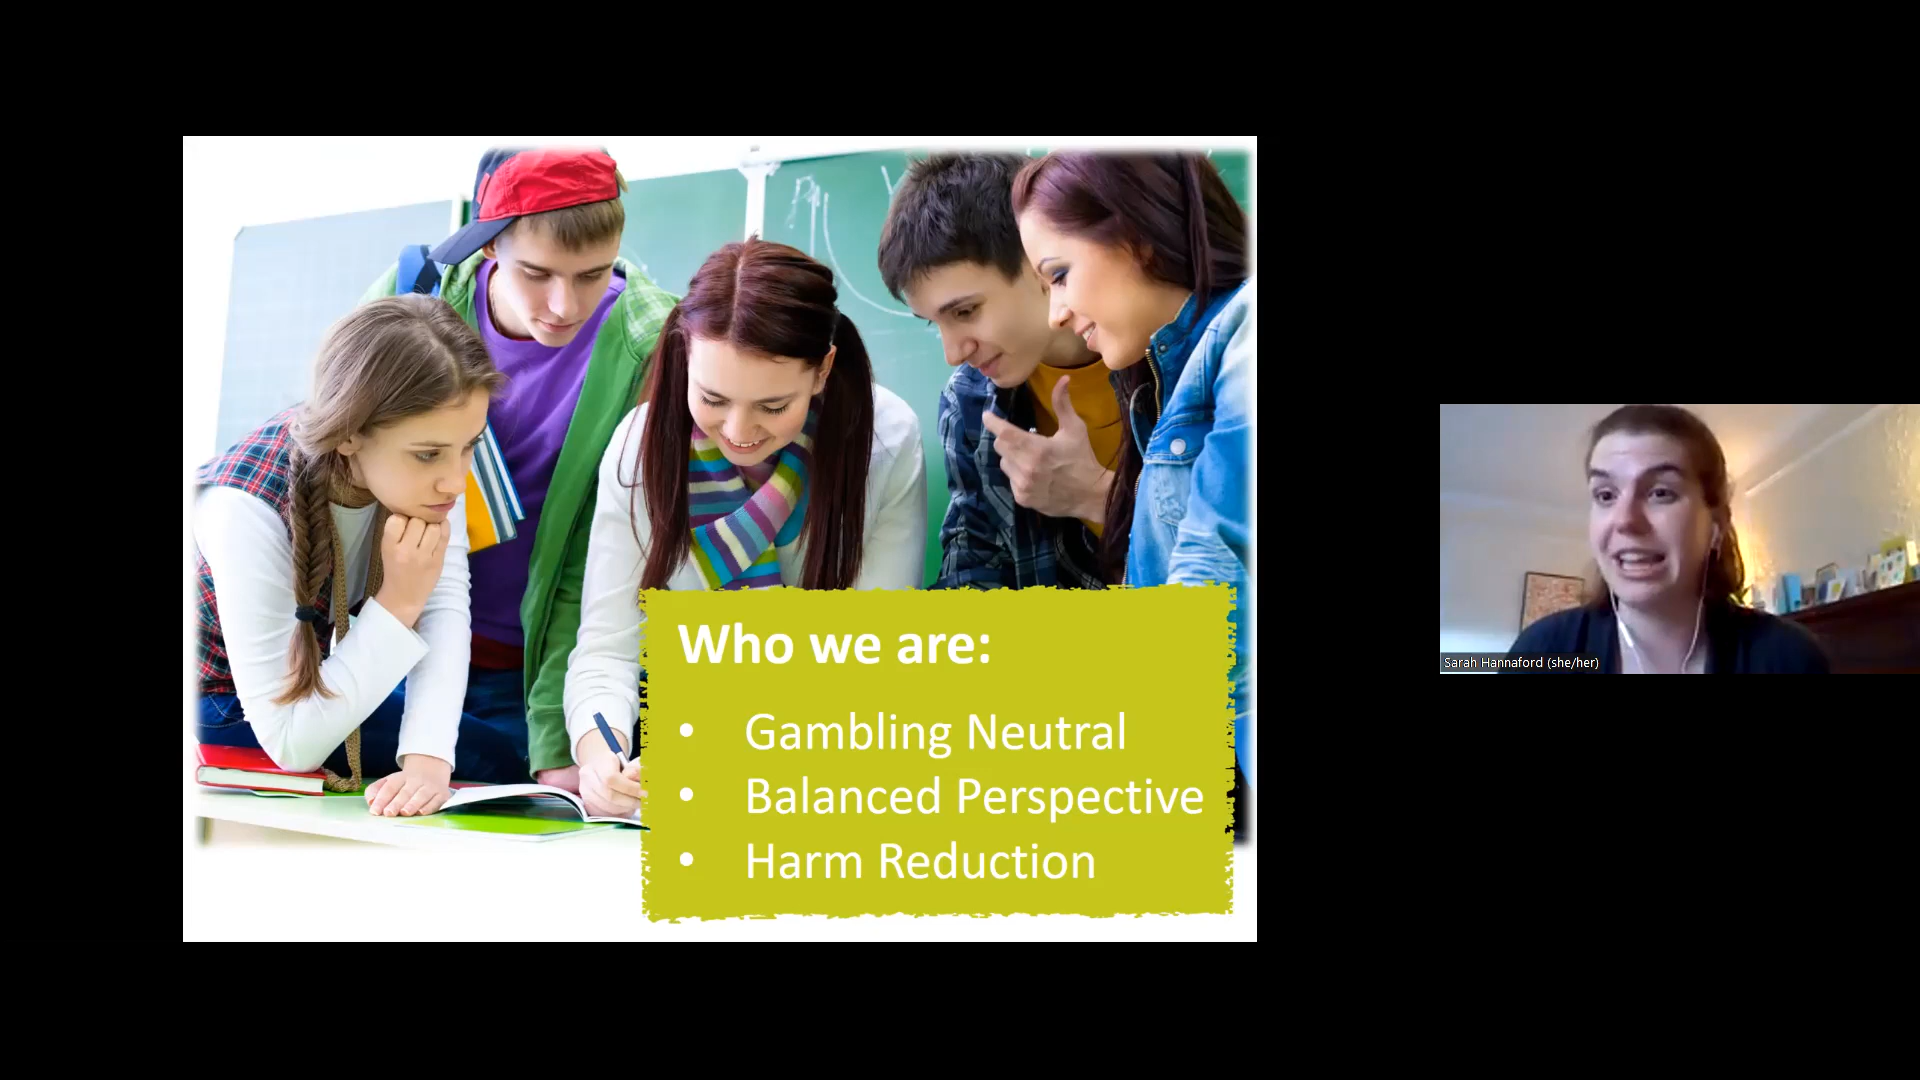 Who we are:
• Gambling Neutral
• Balanced Perspective
• Harm Reduction
Sarah Hannaford (she/her)